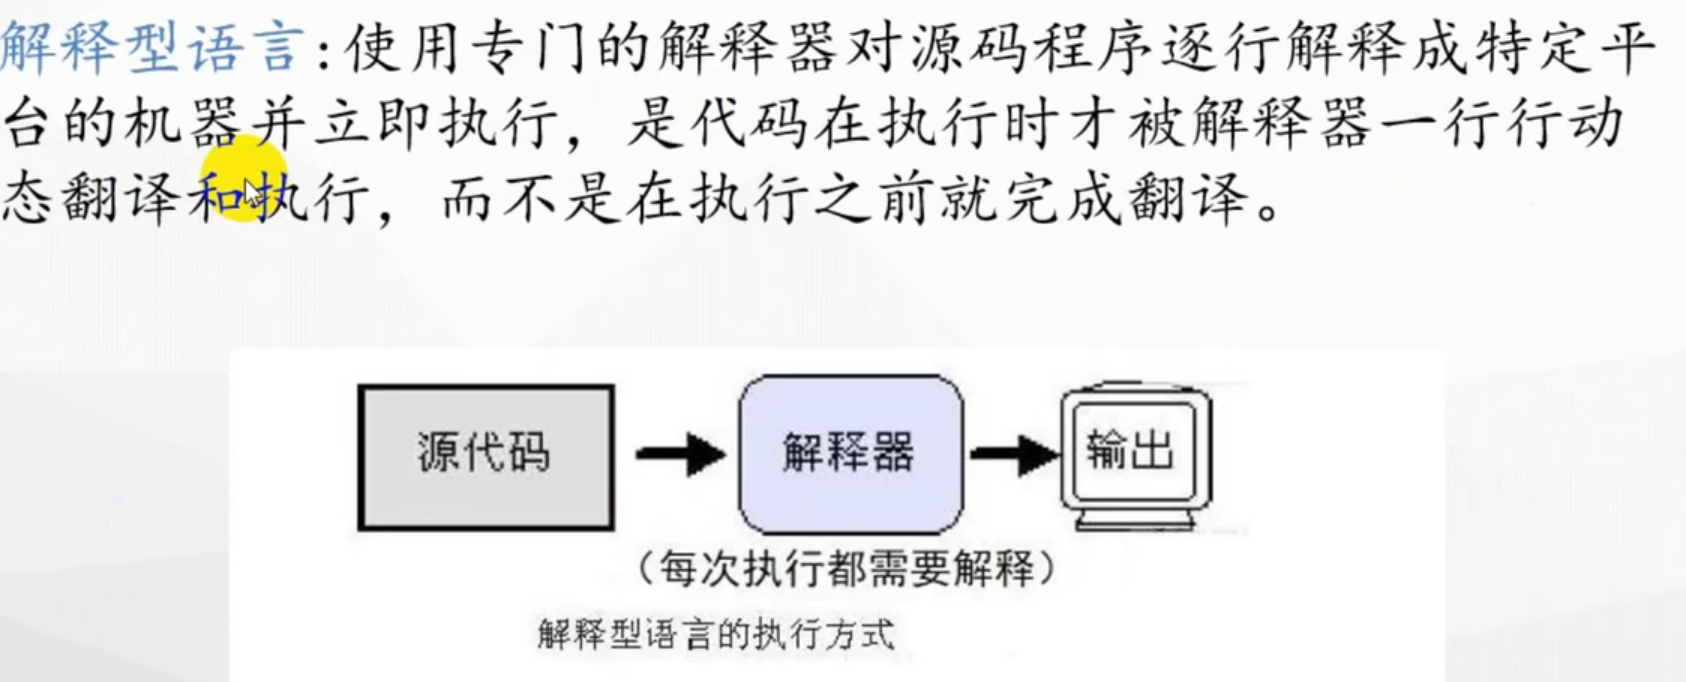 解释型语言:使用专门的解释器对源码程序逐行解释成特定平
台的机器并立即执行，是代码在执行时才被解释器一行行动
态翻译和执行，而不是在执行之前就完成翻译。
源代码
解释器
输出
（每次执行都需要解释）
解释型语言的执行方式